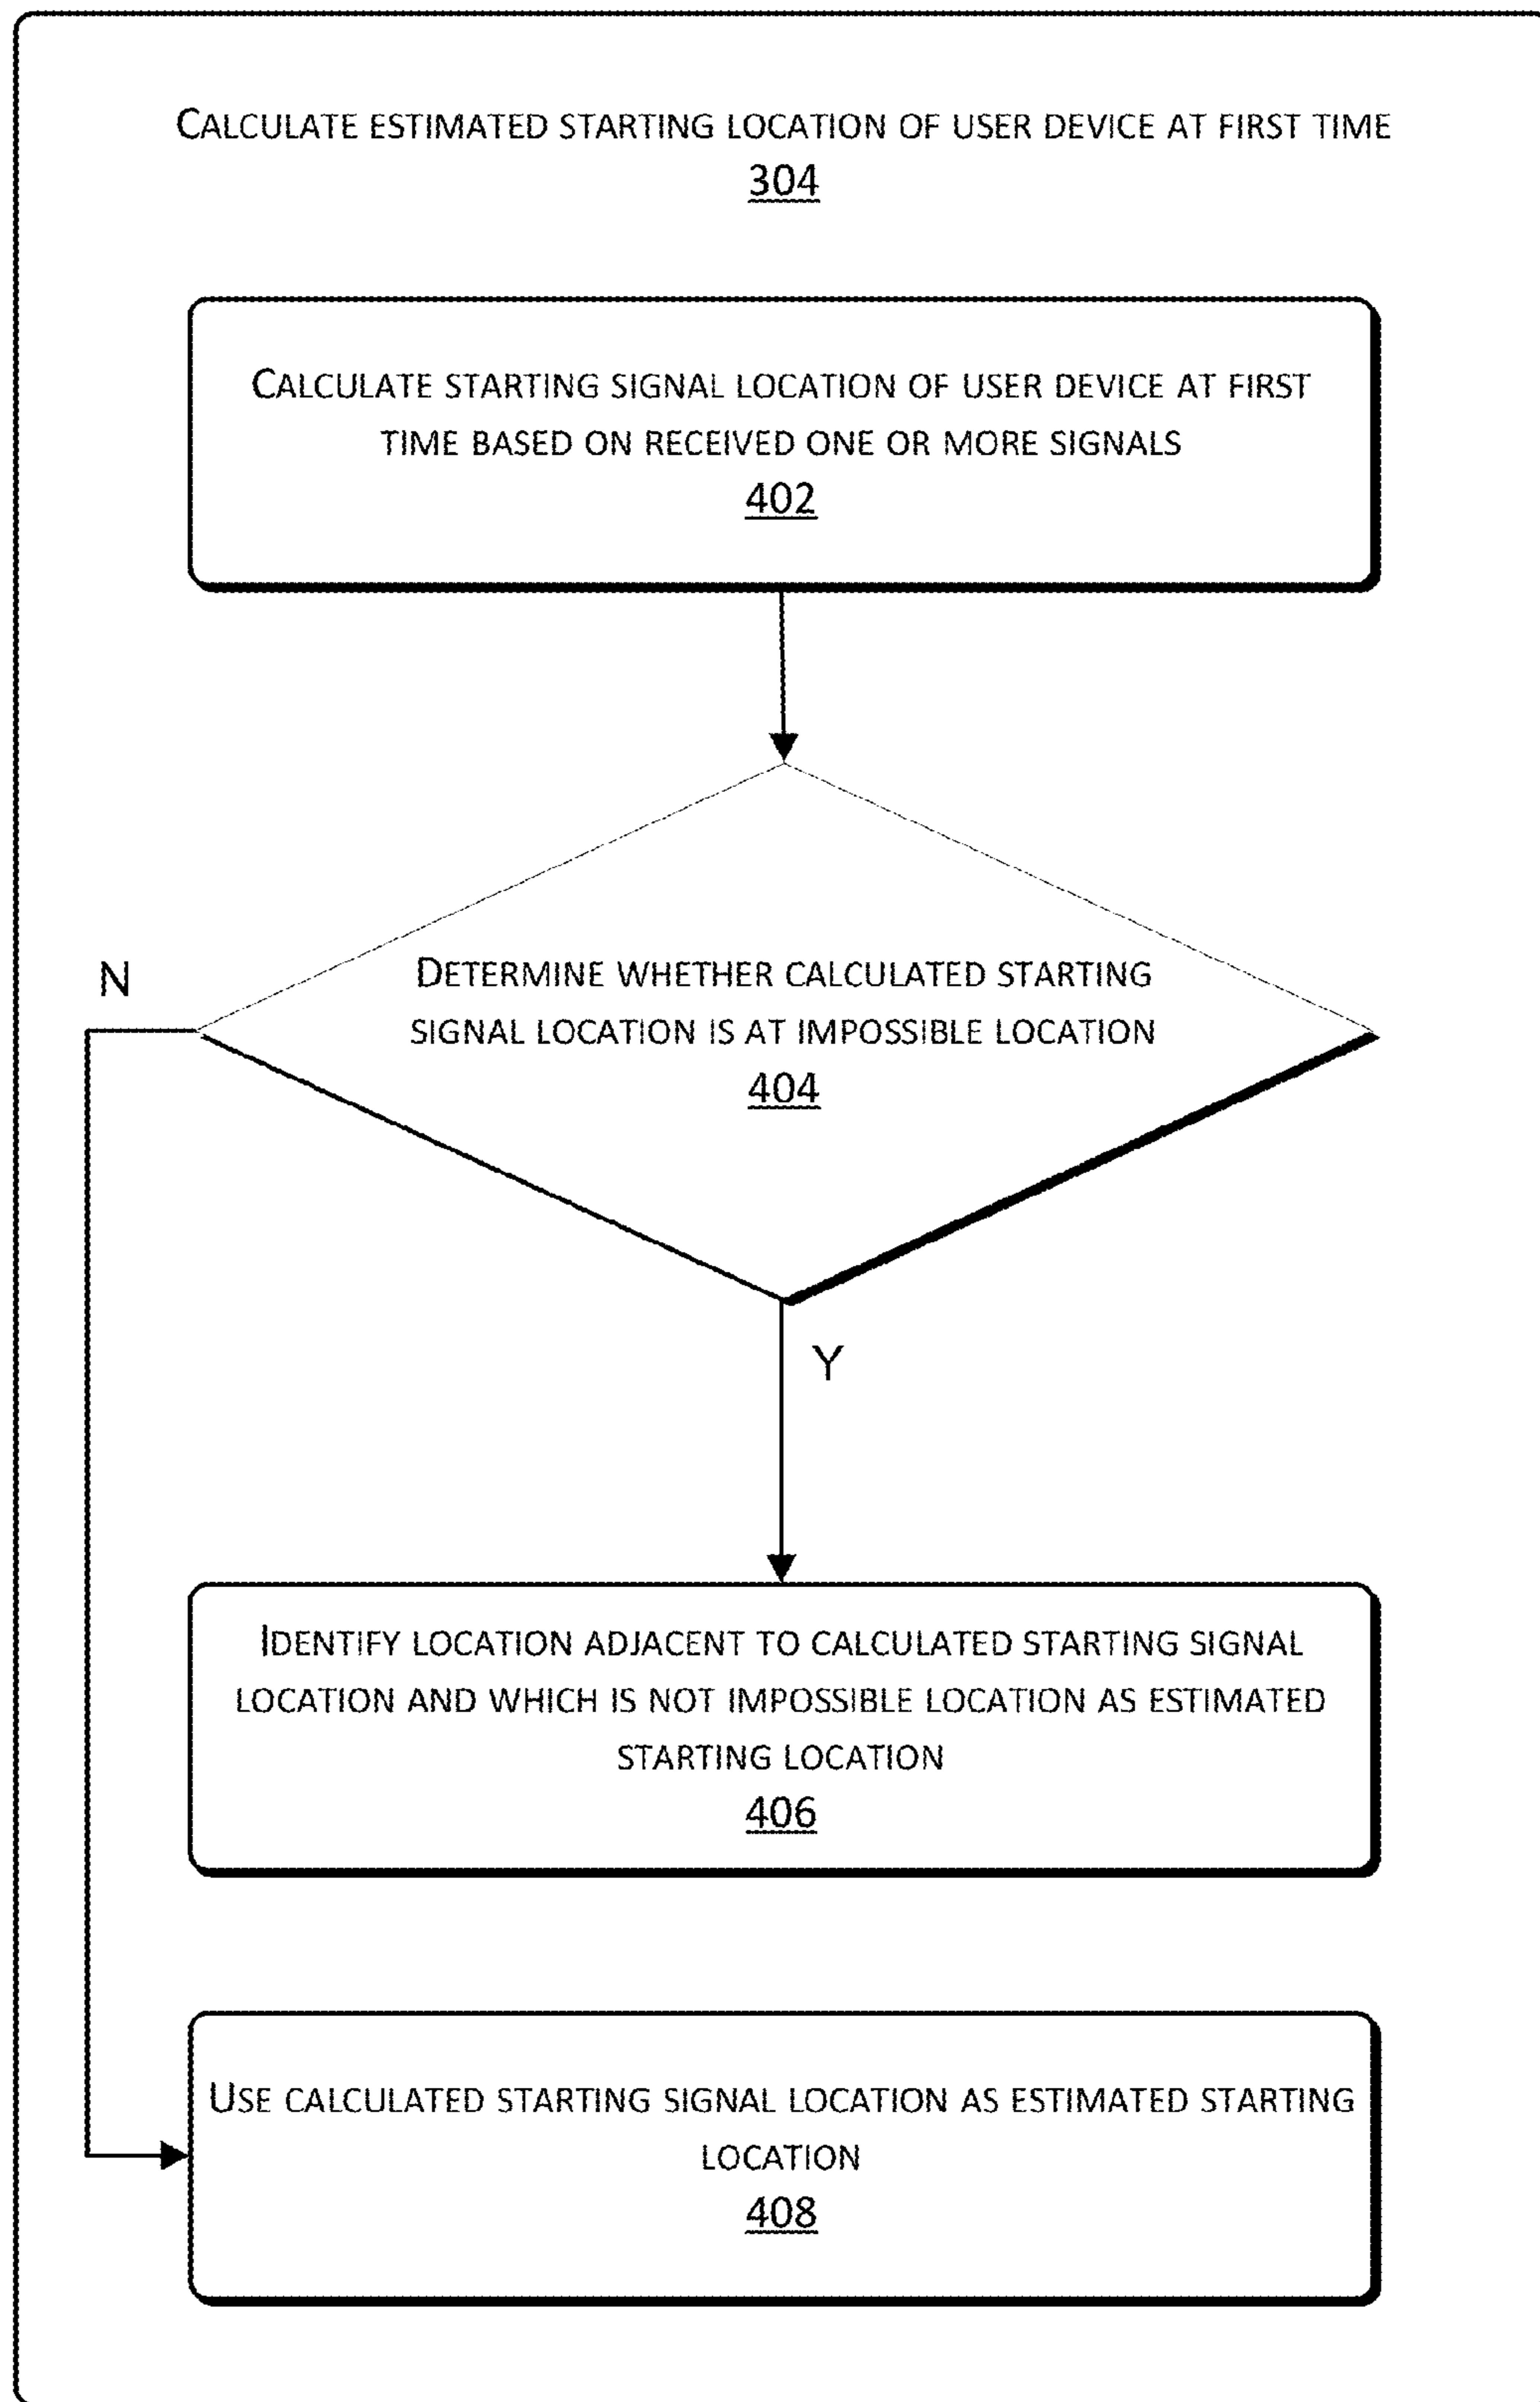 CALCULATE ESTIMATED STARTING LOCATION OF USER DEVICE AT FIRST TIME
304
CALCULATE STARTING SIGNAL LOCATION OF USER DEVICE AT FIRST
TIME BASED ON RECEIVED ONE OR MORE SIGNALS
402
N
DETERMINE WHETHER CALCULATED STARTING
SIGNAL LOCATION IS AT IMPOSSIBLE LOCATION
404
Y
IDENTIFY LOCATION ADJACENT TO CALCULATED STARTING SIGNAL
LOCATION AND WHICH IS NOT IMPOSSIBLE LOCATION AS ESTIMATED
STARTING LOCATION
406
USE CALCULATED STARTING SIGNAL LOCATION AS ESTIMATED STARTING
LOCATION
408